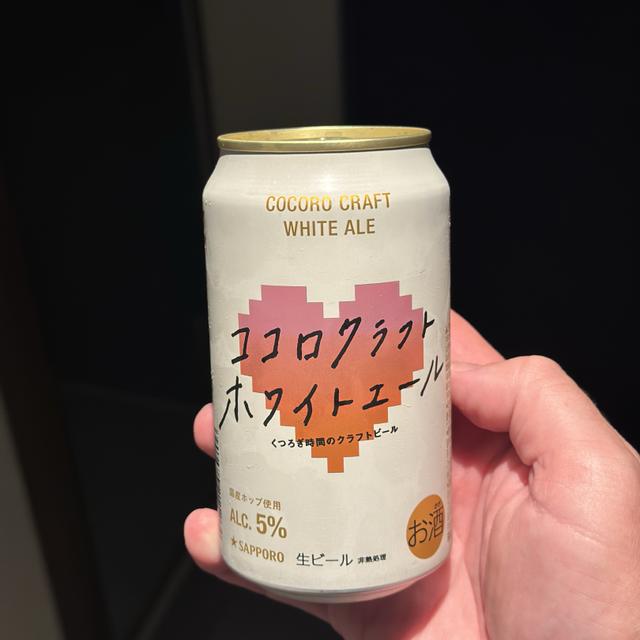 COCORO CRAFT
WHITE ALE
ココロクラフト
ホワイトエール
くつろぎ時間のクラフトビール
国産ホップ使用
ALC. 5%
★SAPPORO
生ビール 非熱処理
お酒